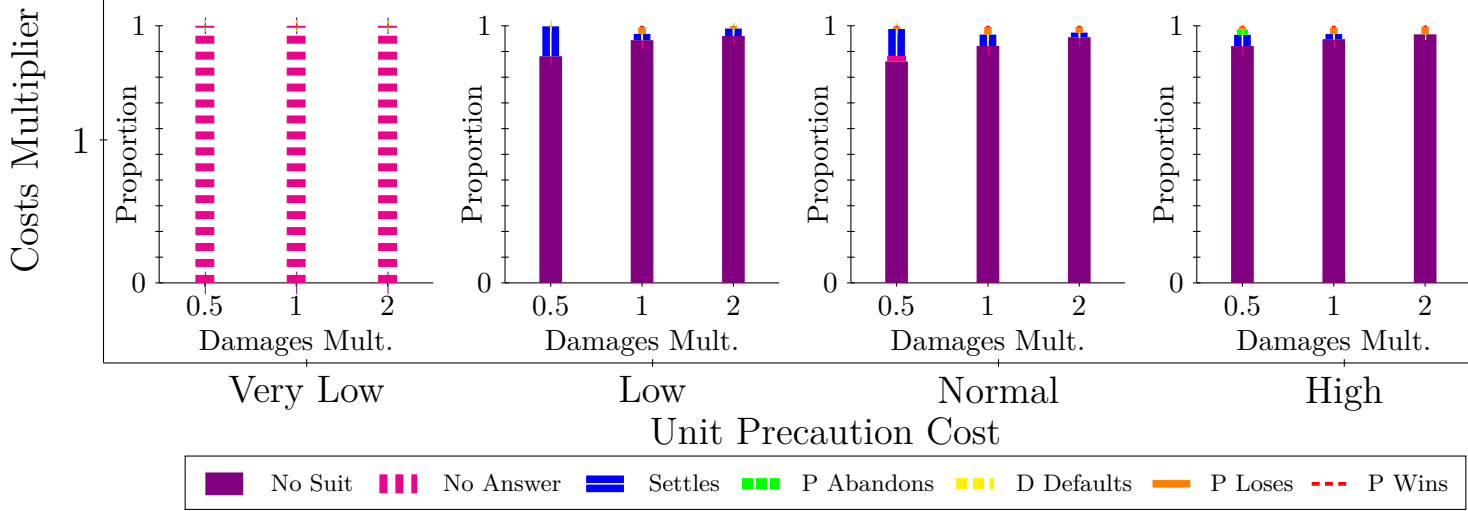 Costs Multiplier
1
Proportion
1
0
0.5 1 2
Damages Mult.
Proportion
1
0
0.5 1 2
Damages Mult.
Proportion
1
0
0.5 1 2
Damages Mult.
Proportion
1
0
0.5 1 2
Damages Mult.
Very Low Low Normal High
Unit Precaution Cost
No Suit No Answer Settles P Abandons D Defaults P Loses P Wins